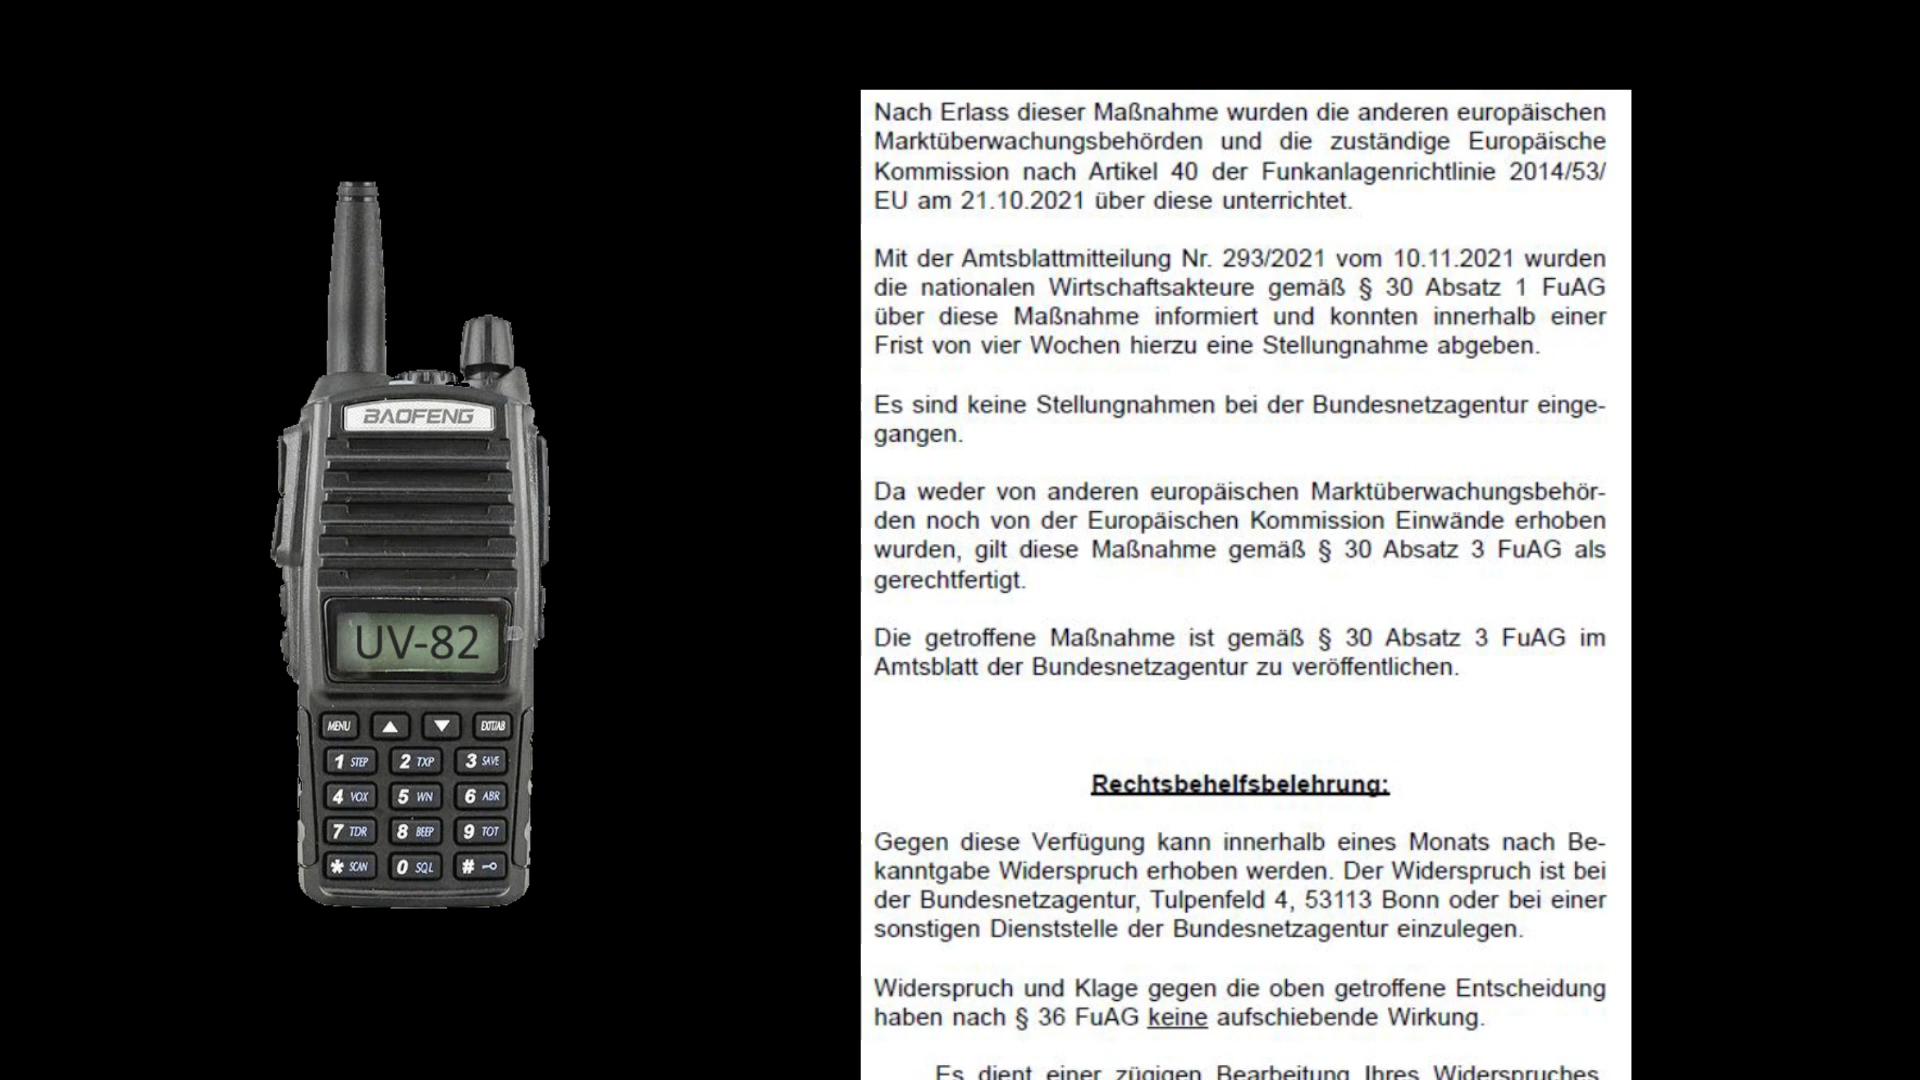 BAOFENG
UV-82
MENU ▲ ▼ EXIT/AB
1 STEP 2 TXP 3 SAVE
4 VOX 5 WN 6 ABR
7 TDR 8 BEEP 9 TOT
* SCAN 0 SQL #
Nach Erlass dieser Maßnahme wurden die anderen europäischen
Marktüberwachungsbehörden und die zuständige Europäische
Kommission nach Artikel 40 der Funkanlagenrichtlinie 2014/53/
EU am 21.10.2021 über diese unterrichtet.
Mit der Amtsblattmitteilung Nr. 293/2021 vom 10.11.2021 wurden
die nationalen Wirtschaftsakteure gemäß § 30 Absatz 1 FuAG
über diese Maßnahme informiert und konnten innerhalb einer
Frist von vier Wochen hierzu eine Stellungnahme abgeben.
Es sind keine Stellungnahmen bei der Bundesnetzagentur einge-
gangen.
Da weder von anderen europäischen Marktüberwachungsbehör-
den noch von der Europäischen Kommission Einwände erhoben
wurden, gilt diese Maßnahme gemäß § 30 Absatz 3 FuAG als
gerechtfertigt.
Die getroffene Maßnahme ist gemäß § 30 Absatz 3 FuAG im
Amtsblatt der Bundesnetzagentur zu veröffentlichen.
Rechtsbehelfsbelehrung:
Gegen diese Verfügung kann innerhalb eines Monats nach Be-
kanntgabe Widerspruch erhoben werden. Der Widerspruch ist bei
der Bundesnetzagentur, Tulpenfeld 4, 53113 Bonn oder bei einer
sonstigen Dienststelle der Bundesnetzagentur einzulegen.
Widerspruch und Klage gegen die oben getroffene Entscheidung
haben nach § 36 FuAG keine aufschiebende Wirkung.
Es dient einer zügigen Bearbeitung Ihres Widerspruches,